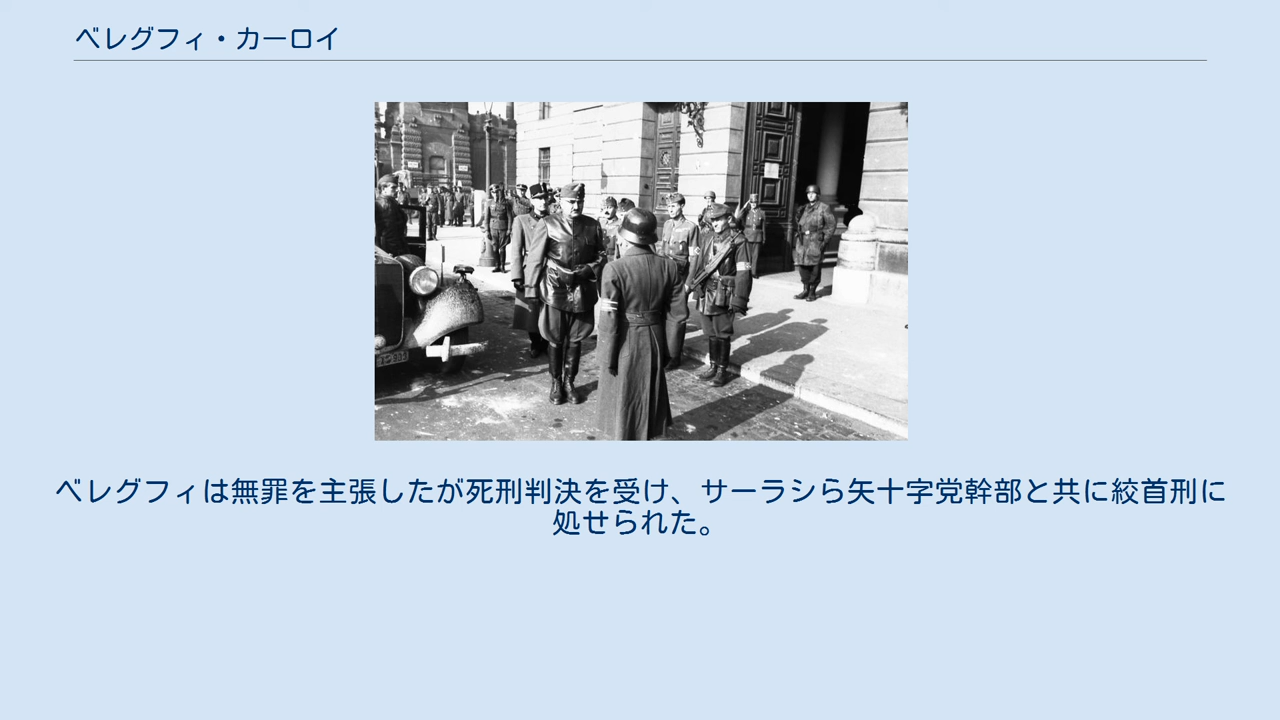 ベレグフィ・カーロイ
ベレグフィは無罪を主張したが死刑判決を受け、サーラシら矢十字党幹部と共に絞首刑に
処せられた。